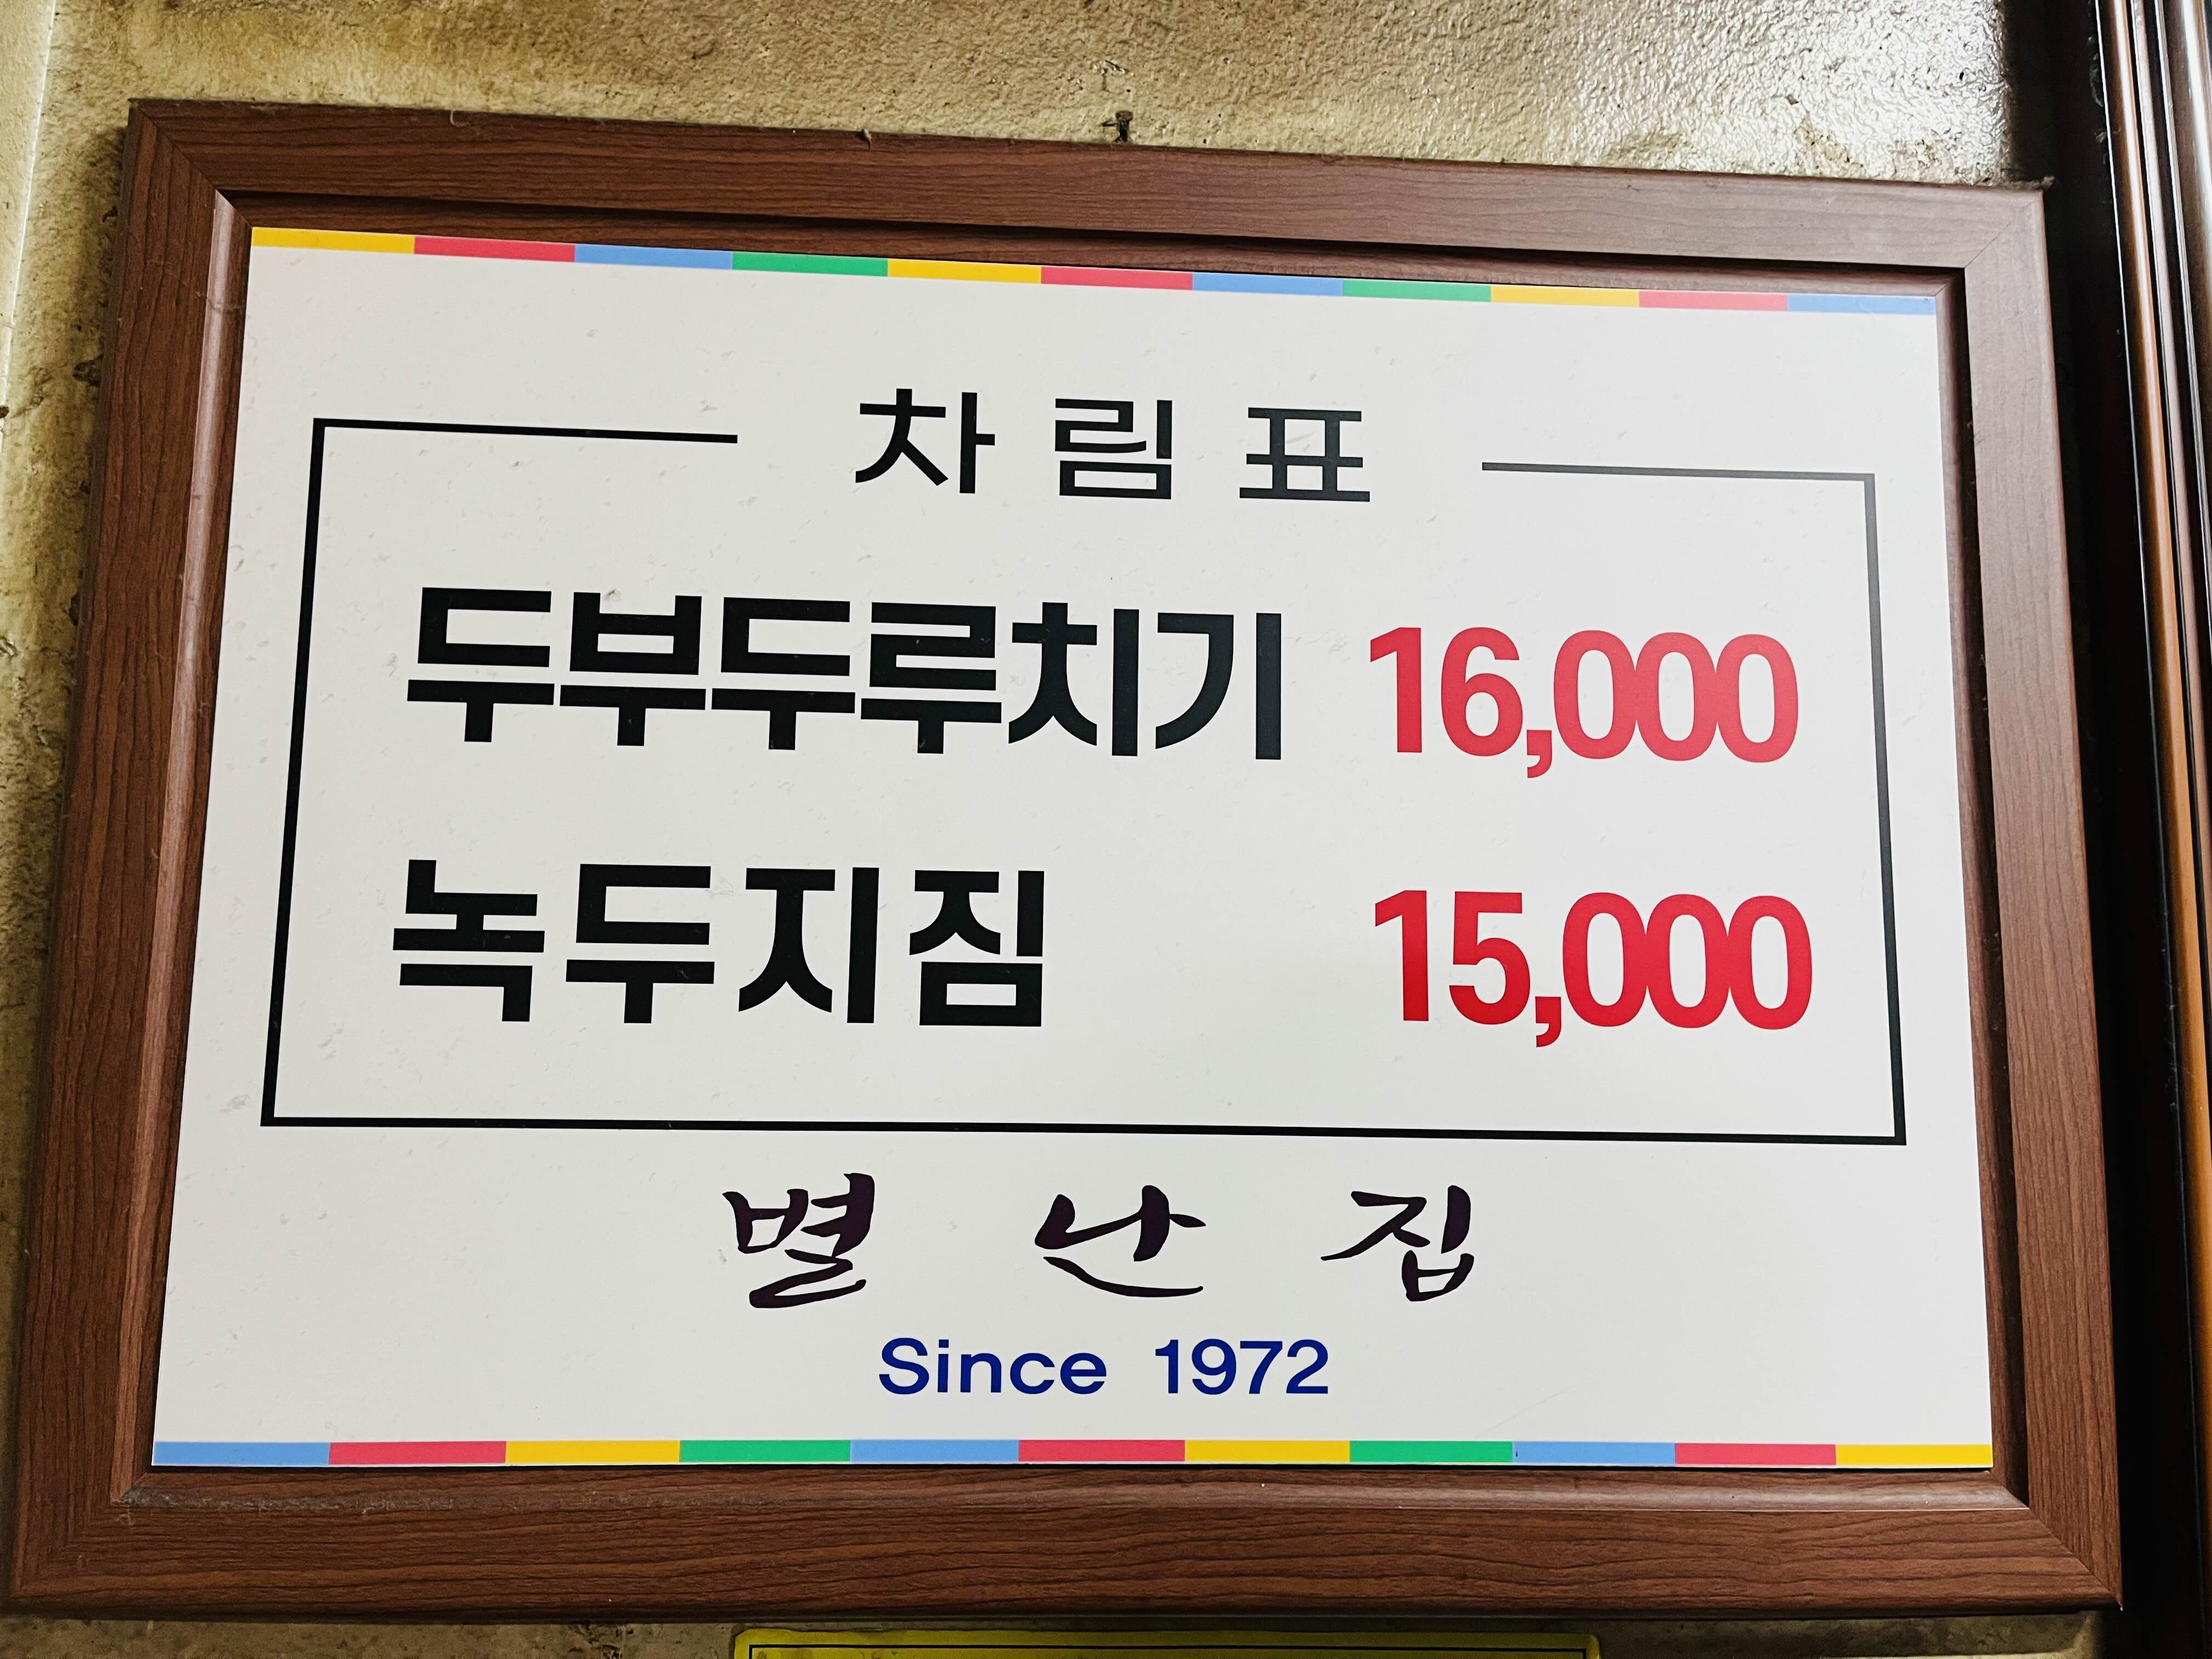 차림표
두부두루치기 16,000
녹두지짐 15,000
별난집
Since 1972